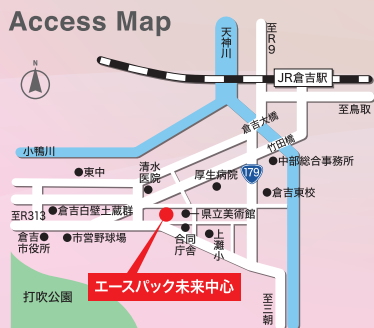 Access Map
天神川
至R9
N
JR倉吉駅
至鳥取
倉吉大橋
竹田橋
小鴨川
清水
医院
東中
厚生病院
179
中部総合事務所
倉吉東校
至R313
倉吉白壁土蔵群
県立美術館
倉吉
市役所
市営野球場
合同
庁舎
上灘小
エースパック未来中心
打吹公園
至三朝